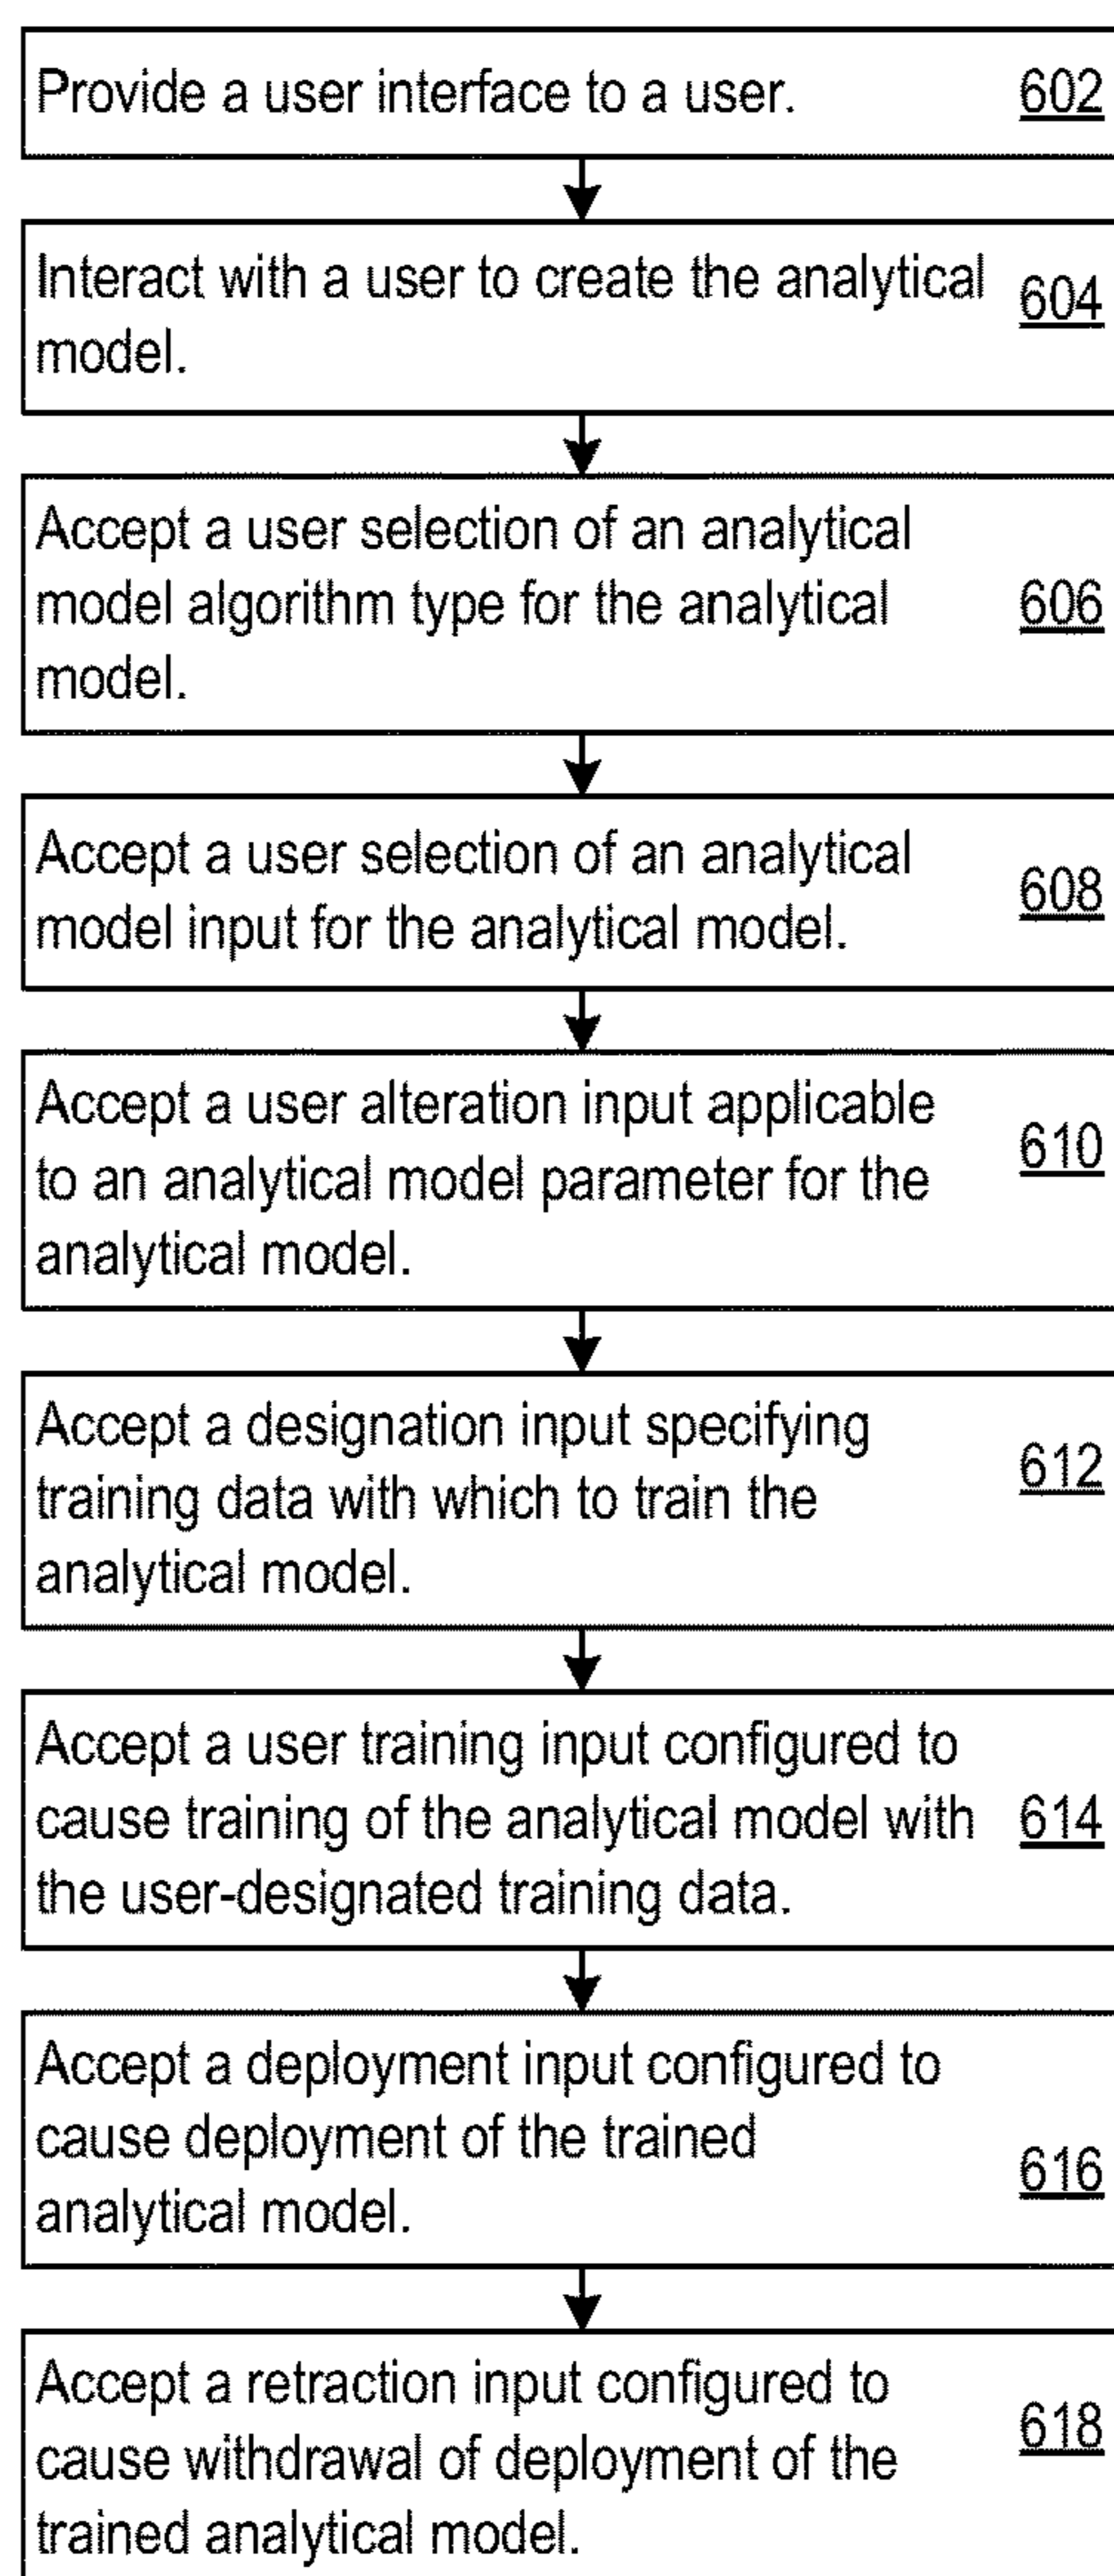 Provide a user interface to a user. 602
Interact with a user to create the analytical 604
model.
Accept a user selection of an analytical
model algorithm type for the analytical 606
model.
Accept a user selection of an analytical 608
model input for the analytical model.
Accept a user alteration input applicable 610
to an analytical model parameter for the
analytical model.
Accept a designation input specifying 612
training data with which to train the
analytical model.
Accept a user training input configured to
cause training of the analytical model with 614
the user-designated training data.
Accept a deployment input configured to
cause deployment of the trained 616
analytical model.
Accept a retraction input configured to 618
cause withdrawal of deployment of the
trained analytical model.